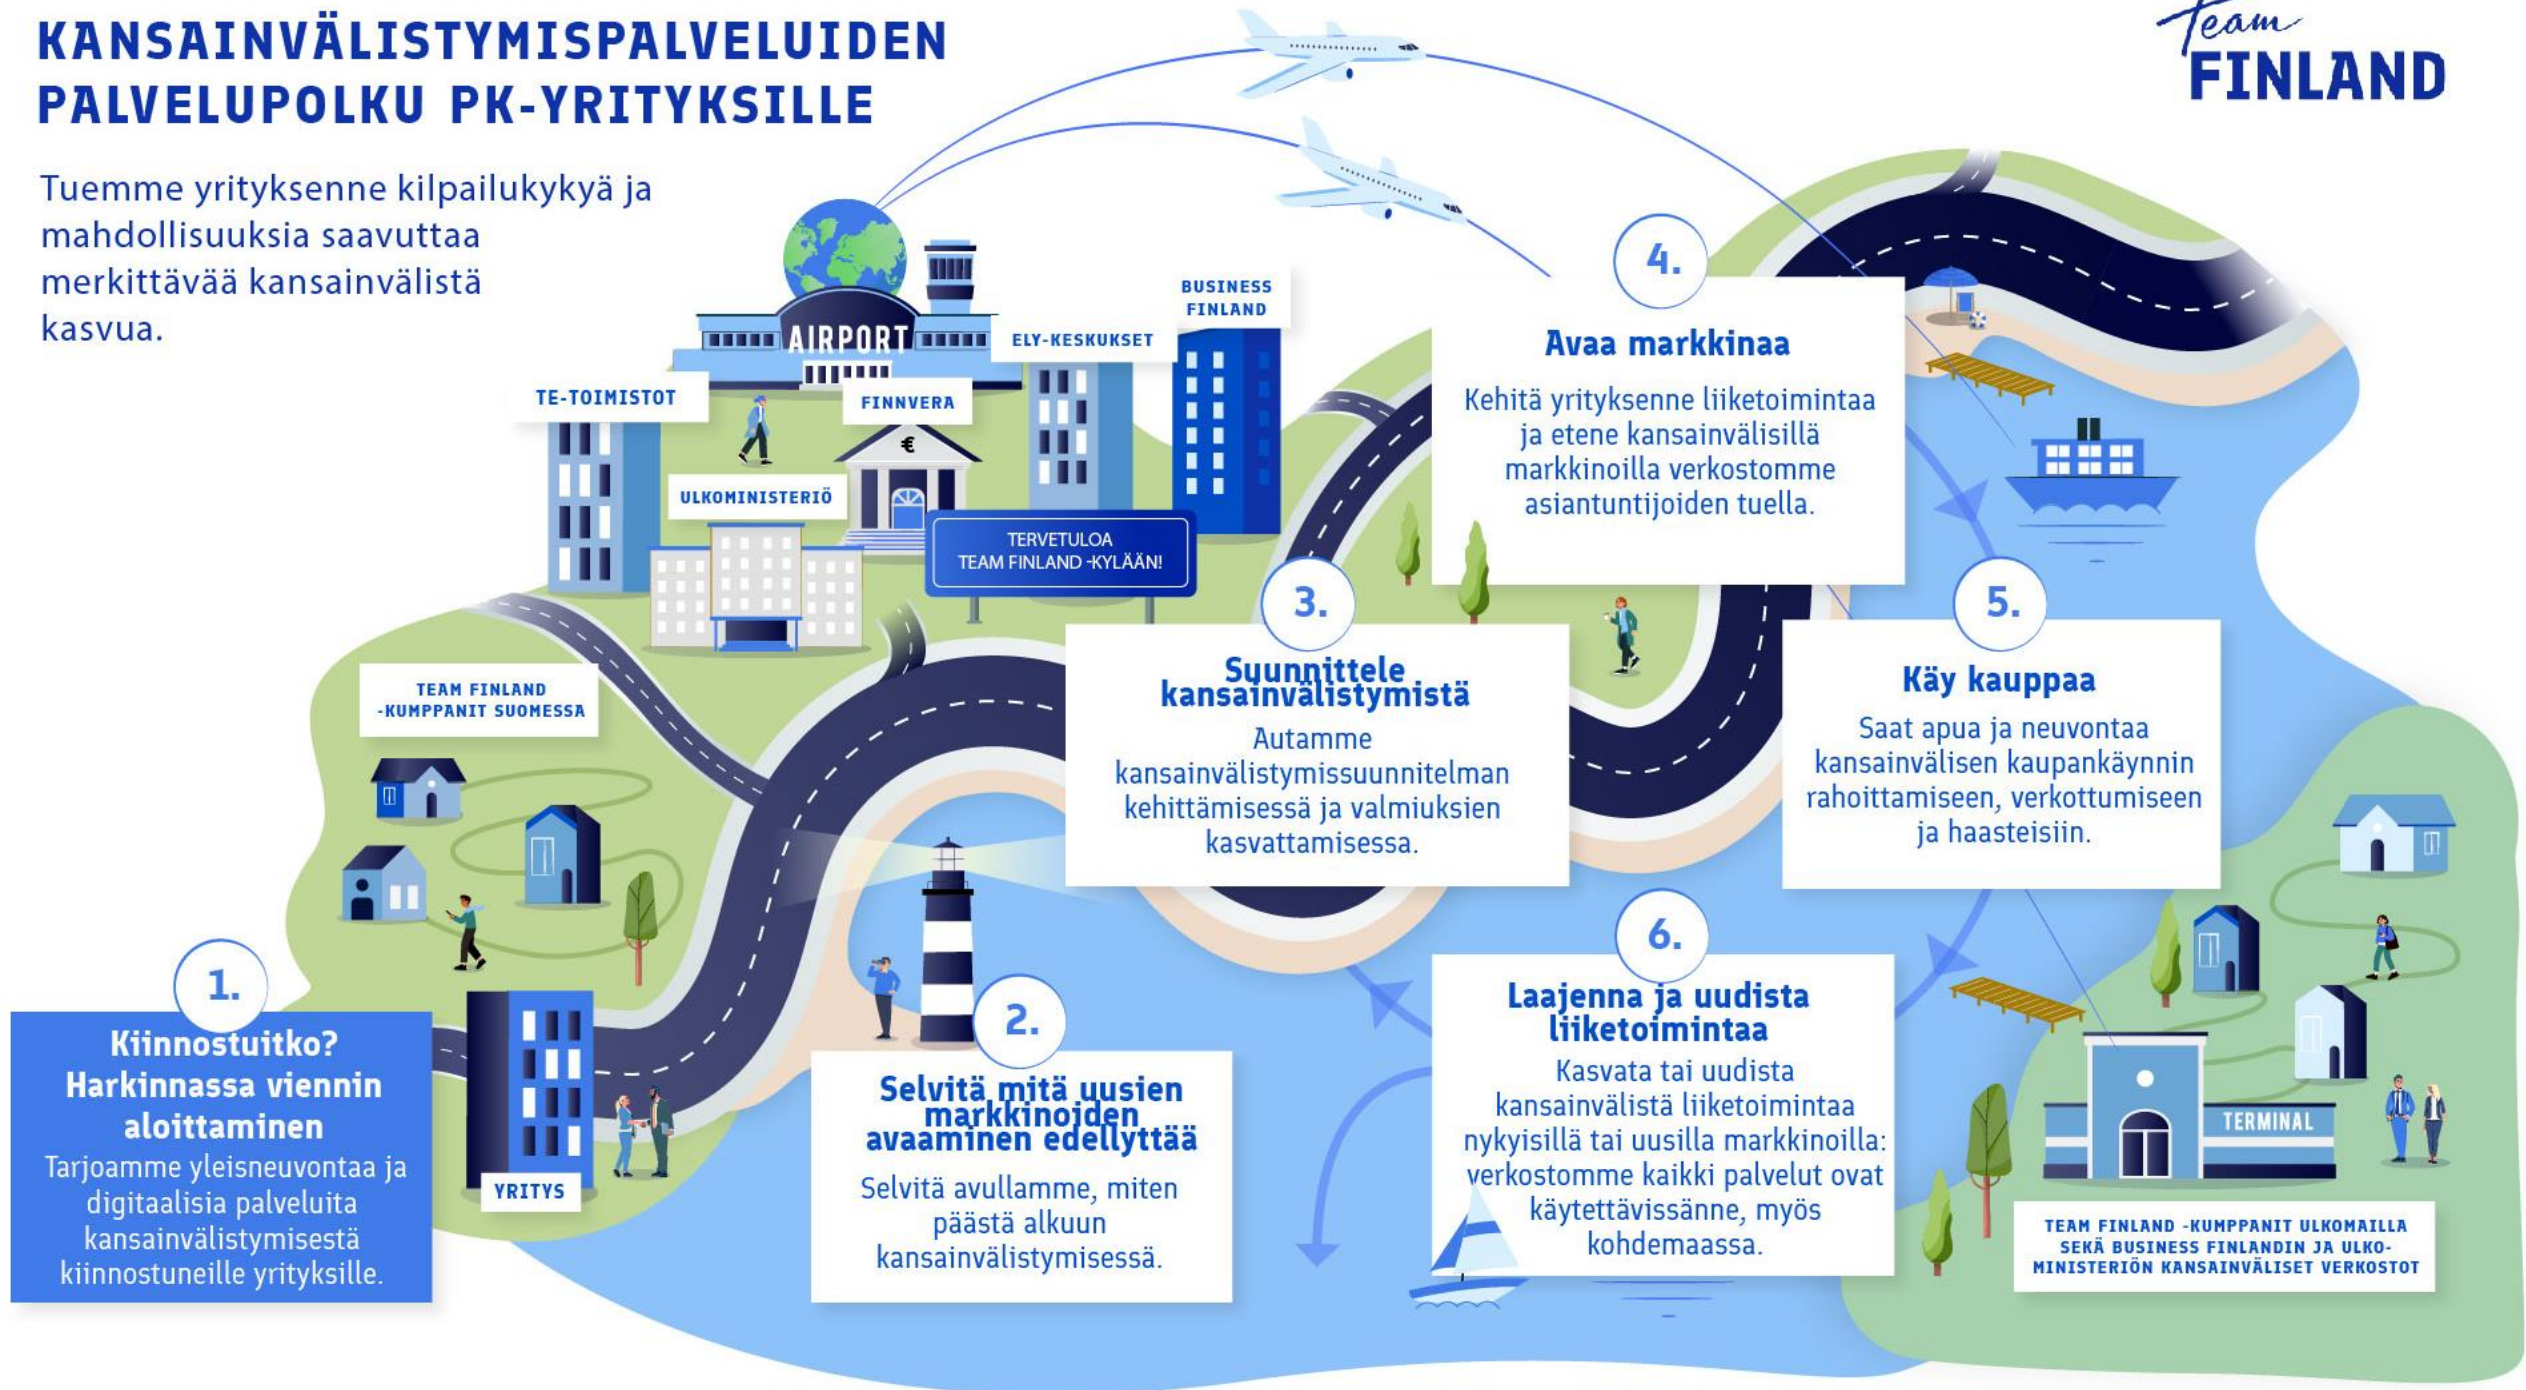 KANSAINVÄLISTYMISPALVELUIDEN
PALVELUPOLKU PK-YRITYKSILLE
Team
FINLAND
Tuemme yrityksenne kilpailukykyä ja
mahdollisuuksia saavuttaa
merkittävää kansainvälistä
kasvua.
AIRPORT
BUSINESS
FINLAND
ELY-KESKUKSET
TE-TOIMISTOT
FINNVERA
€
ULKOMINISTERIÖ
TERVETULOA
TEAM FINLAND -KYLÄÄN!
TEAM FINLAND
-KUMPPANIT SUOMESSA
1.
Kiinnostuitko?
Harkinnassa viennin
aloittaminen
Tarjoamme yleisneuvontaa ja
digitaalisia palveluita
kansainvälistymisestä
kiinnostuneille yrityksille.
YRITYS
2.
Selvitä mitä uusien
markkinoiden
avaaminen edellyttää
Selvitä avullamme, miten
päästä alkuun
kansainvälistymisessä.
3.
Suunnittele
kansainvälistymistä
Autamme
kansainvälistymissuunnitelman
kehittämisessä ja valmiuksien
kasvattamisessa.
4.
Avaa markkinaa
Kehitä yrityksenne liiketoimintaa
ja etene kansainvälisillä
markkinoilla verkostomme
asiantuntijoiden tuella.
5.
Käy kauppaa
Saat apua ja neuvontaa
kansainvälisen kaupankäynnin
rahoittamiseen, verkottumiseen
ja haasteisiin.
6.
Laajenna ja uudista
liiketoimintaa
Kasvata tai uudista
kansainvälistä liiketoimintaa
nykyisillä tai uusilla markkinoilla:
verkostomme kaikki palvelut ovat
käytettävissänne, myös
kohdemaassa.
TERMINAL
TEAM FINLAND -KUMPPANIT ULKOMAILLA
SEKÄ BUSINESS FINLANDIN JA ULKO-
MINISTERIÖN KANSAINVÄLISET VERKOSTOT